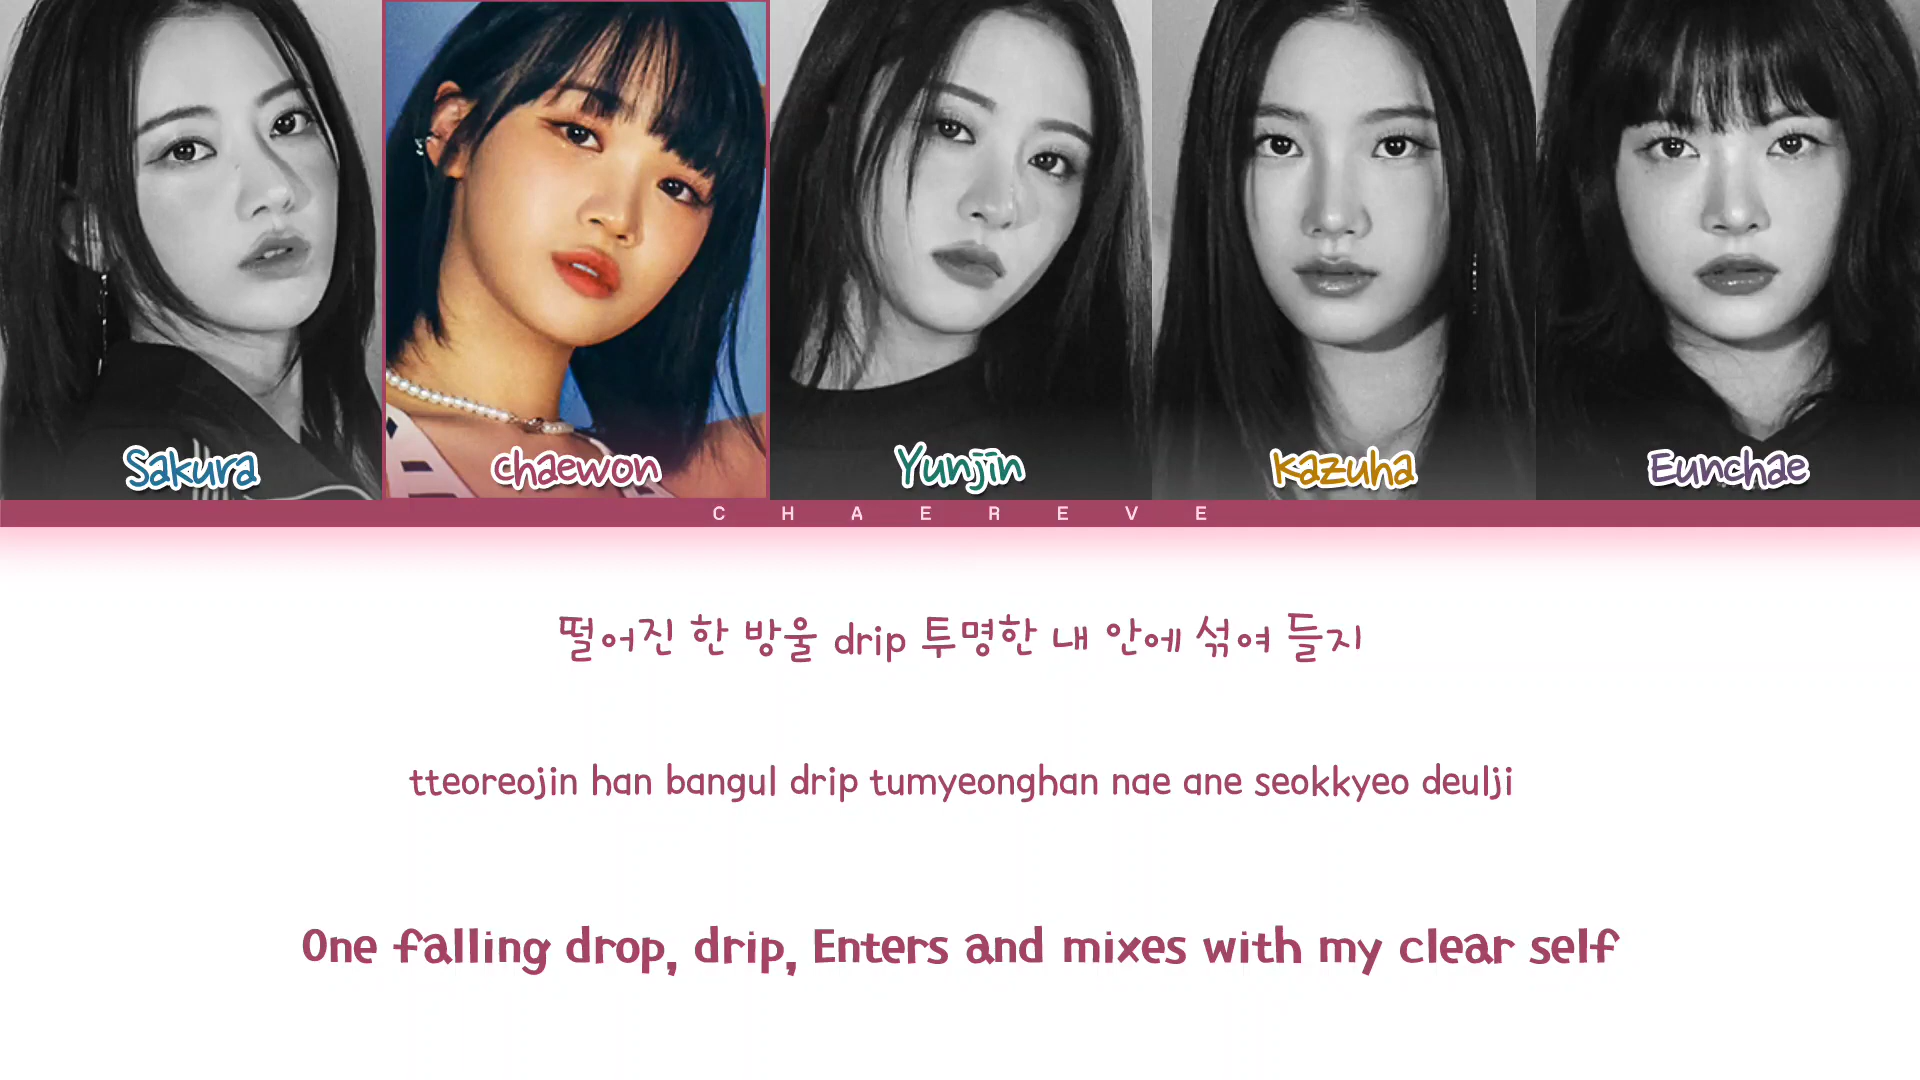 Sakura
chaewon
Yunjin
Kazuha
Eunchae
CHAEREVE
떨어진 한 방울 drip 투명한 내 안에 섞여 들지
tteoreojin han bangul drip tumyeonghan nae ane seokkyeo deulji
One falling drop, drip, Enters and mixes with my clear self